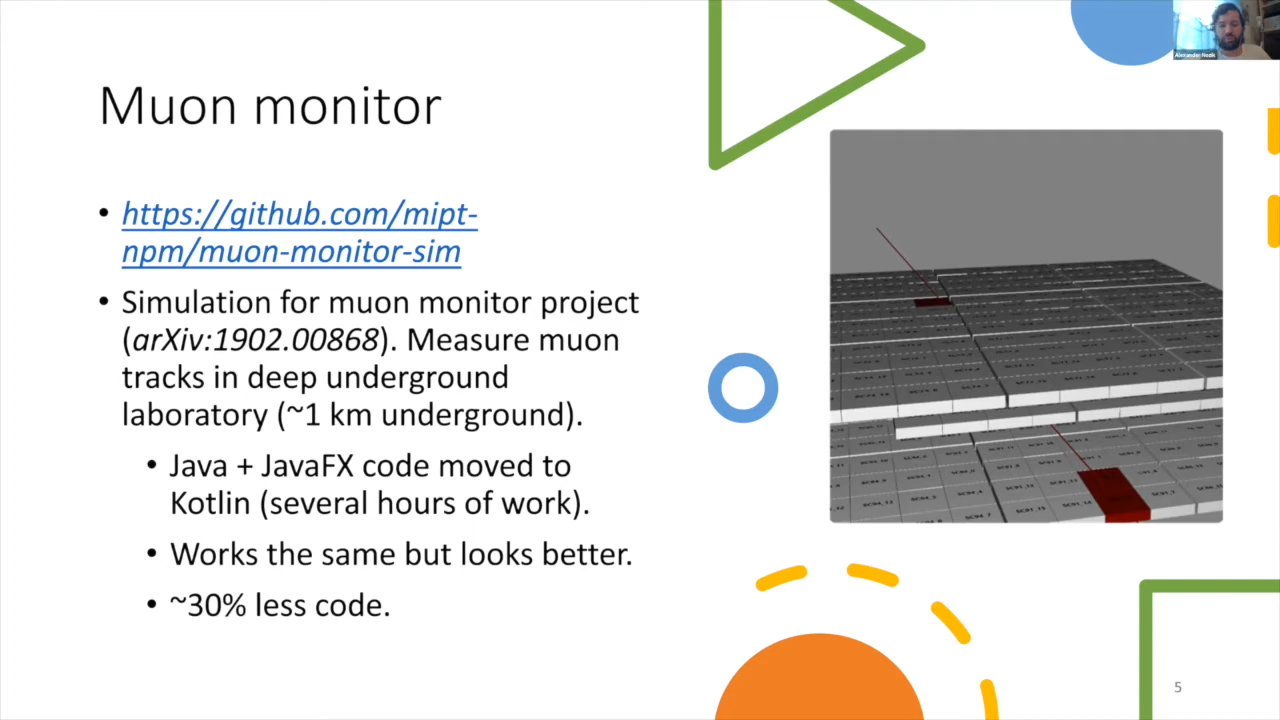 Muon monitor
• https://github.com/mipt-
npm/muon-monitor-sim
• Simulation for muon monitor project
(arXiv:1902.00868). Measure muon
tracks in deep underground
laboratory (~1 km underground).
• Java + JavaFX code moved to
Kotlin (several hours of work).
• Works the same but looks better.
• ~30% less code.
5